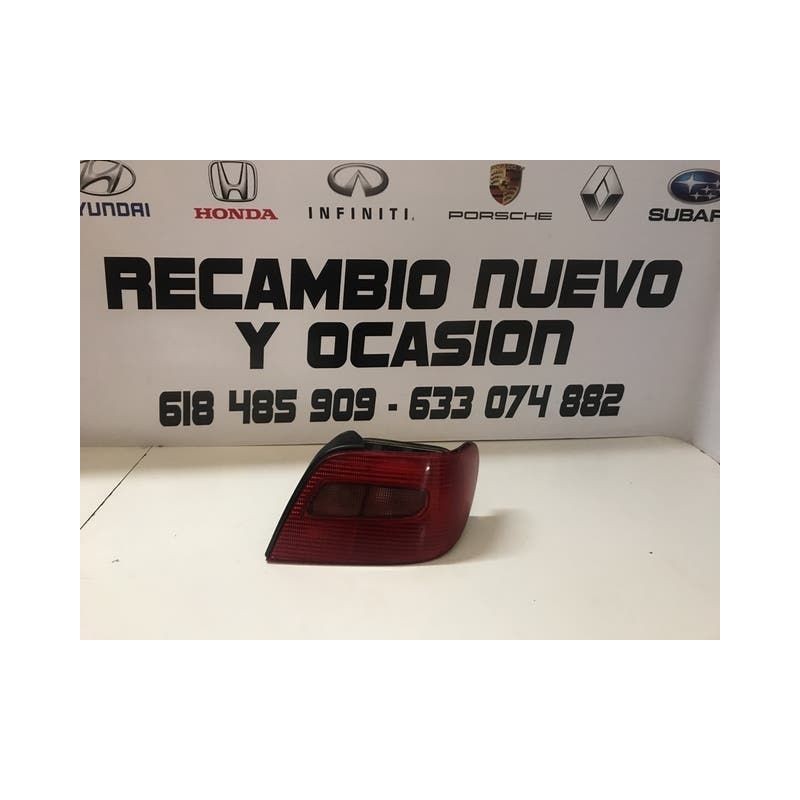 YUNDAI HONDA INFINITI. PORSCHE SUBAR
RECAMBIO NUEVO
Y OCASION
618 485 909 - 633 074 882